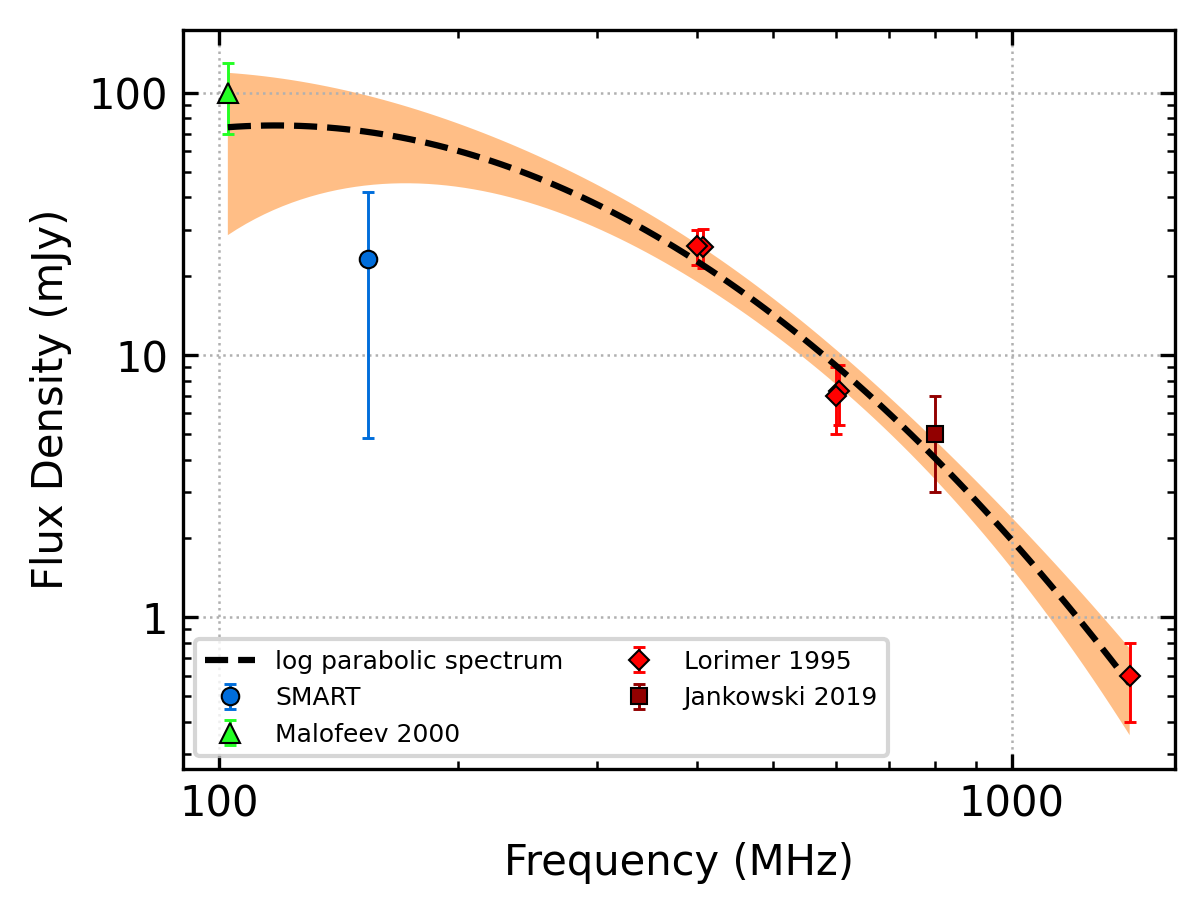 100
10
1
Flux Density (mJy)
log parabolic spectrum
SMART
Malofeev 2000
Lorimer 1995
Jankowski 2019
100
1000
Frequency (MHz)